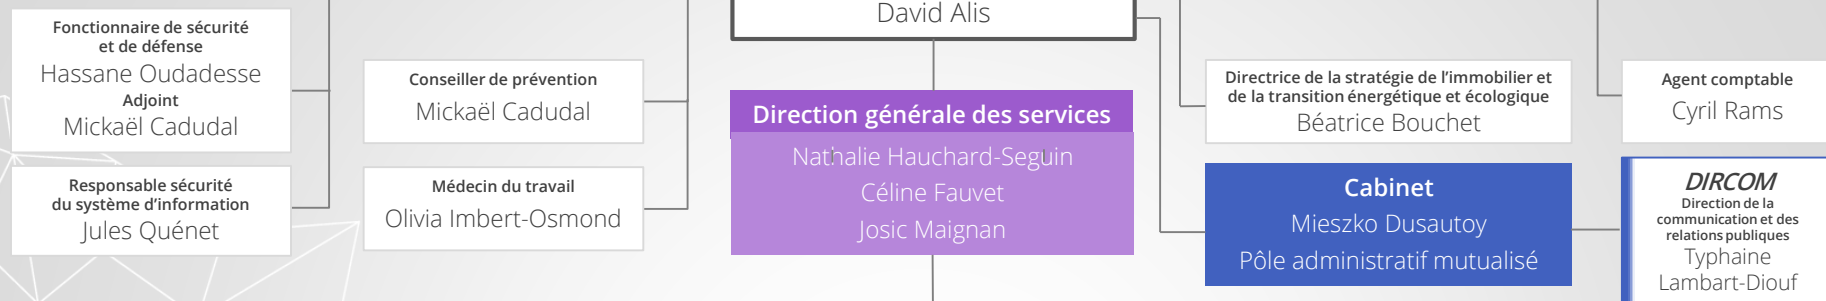 David Alis
Fonctionnaire de sécurité
et de défense
Hassane Oudadesse
Adjoint
Mickaël Cadudal
Responsable sécurité
du système d’information
Jules Quénet
Conseiller de prévention
Mickaël Cadudal
Médecin du travail
Olivia Imbert-Osmond
Direction générale des services
Nathalie Hauchard-Seguin
Céline Fauvet
Josic Maignan
Directrice de la stratégie de l’immobilier et
de la transition énergétique et écologique
Béatrice Bouchet
Cabinet
Mieszko Dusautoy
Pôle administratif mutualisé
Agent comptable
Cyril Rams
DIRCOM
Direction de la
communication et des
relations publiques
Typhaine
Lambart-Diouf